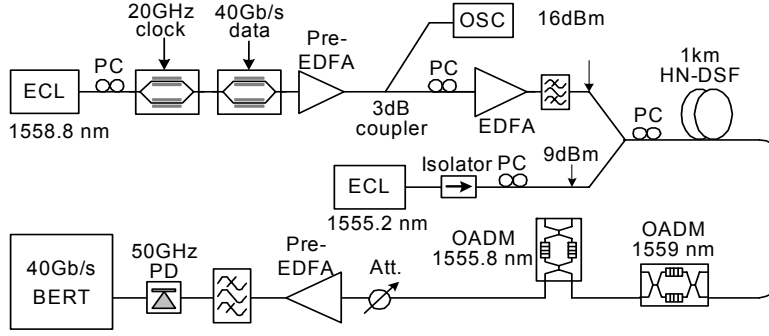 20GHz
clock
40Gb/s
data
Pre-
EDFA
OSC
16dBm
1km
HN-DSF
PC
ECL
1558.8 nm
3dB
coupler
PC
EDFA
PC
Isolator
PC
9dBm
ECL
1555.2 nm
40Gb/s
BERT
50GHz
PD
Pre-
EDFA
Att.
OADM
1555.8 nm
OADM
1559 nm